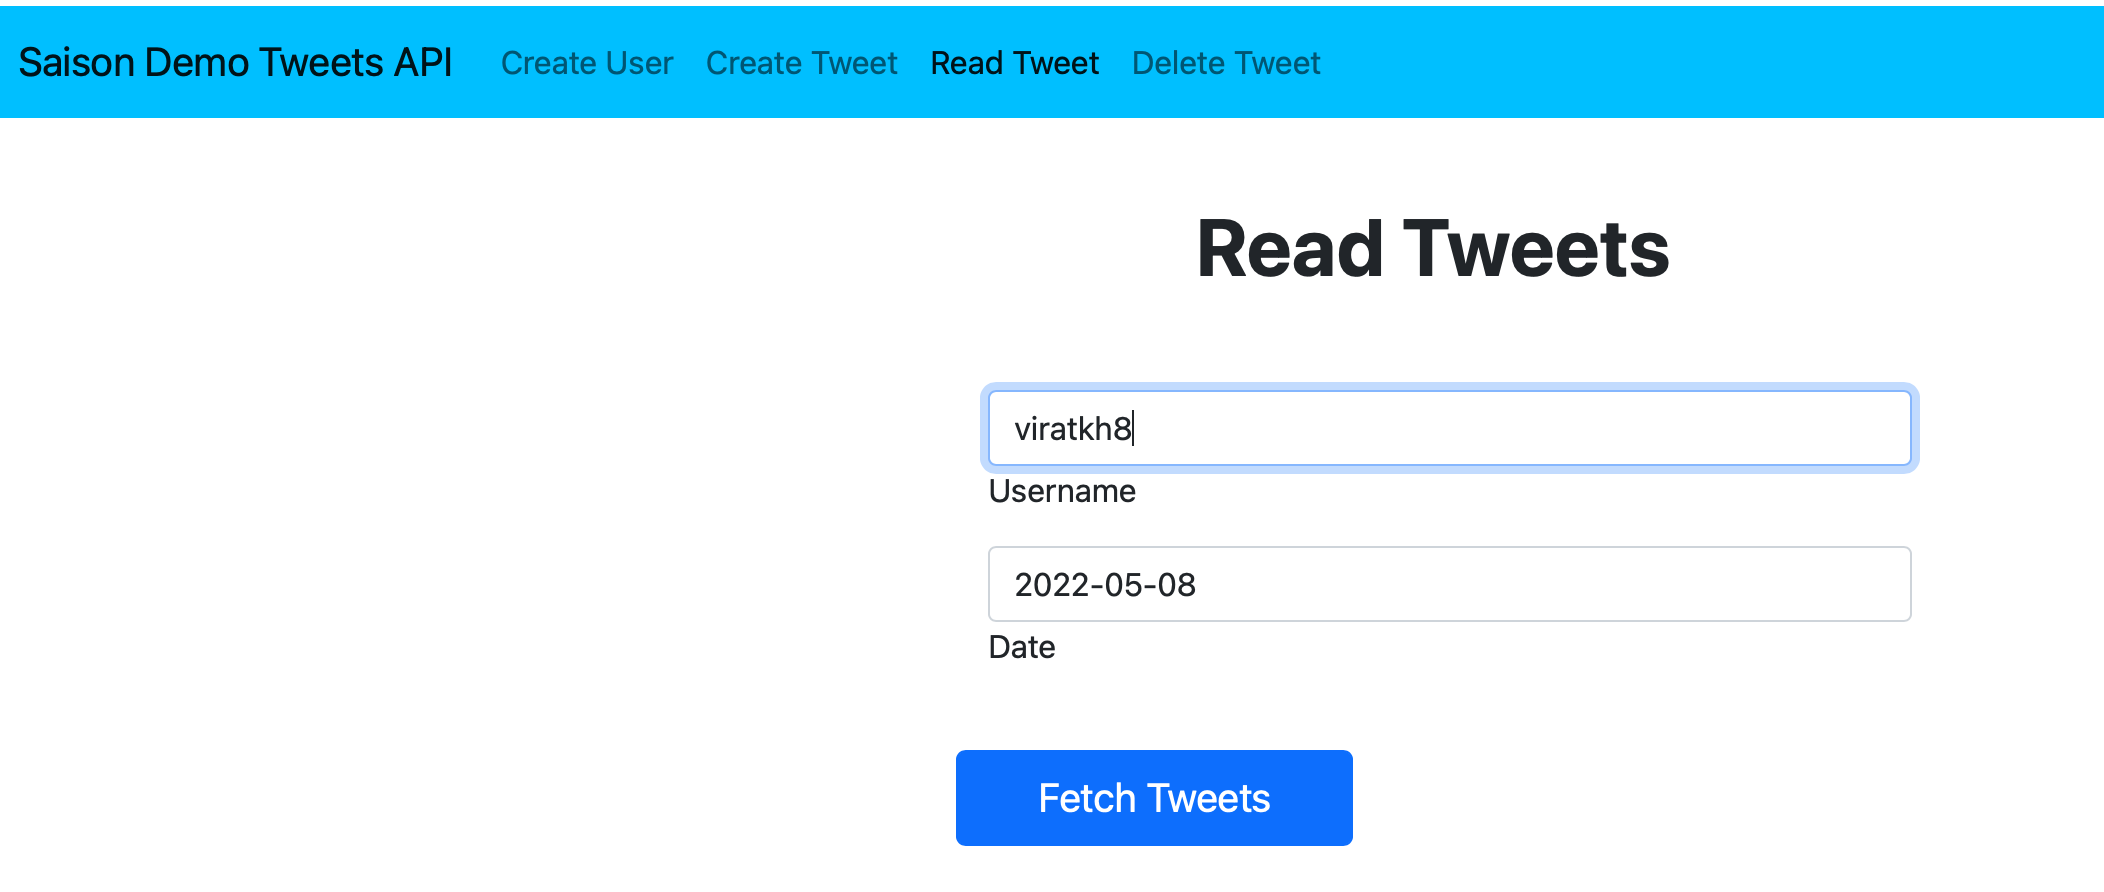 Saison Demo Tweets API Create User Create Tweet Read Tweet Delete Tweet
Read Tweets
viratkh8
Username
2022-05-08
Date
Fetch Tweets